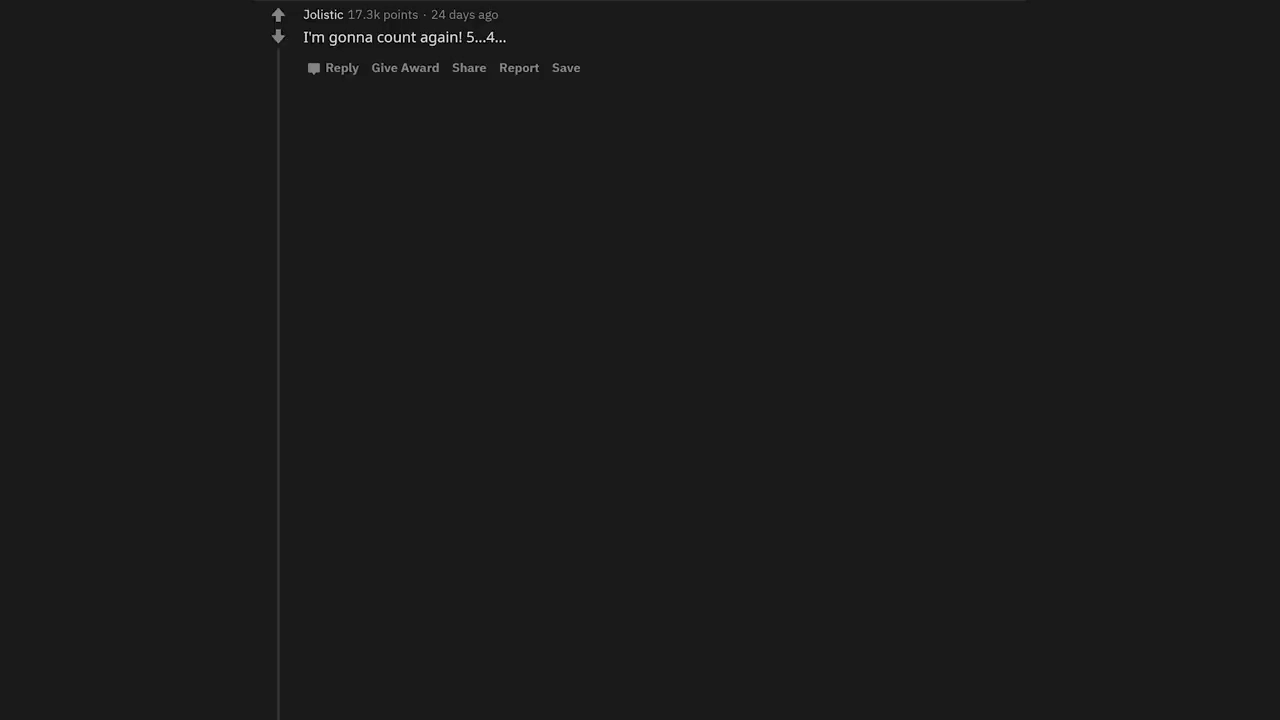 Jolistic 17.3k points · 24 days ago
I'm gonna count again! 5...4...
Reply Give Award Share Report Save